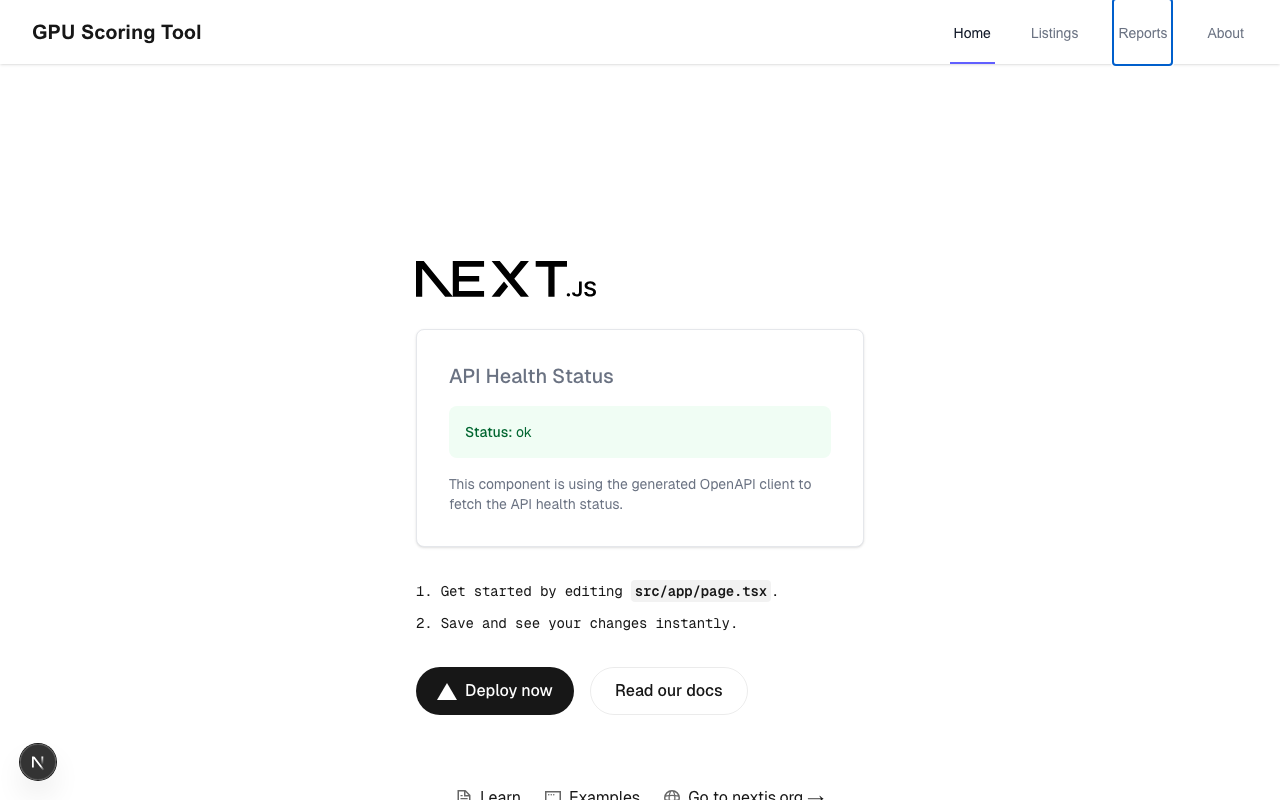 GPU Scoring Tool
Home
Listings
Reports
About
NEXT.JS
API Health Status
Status: ok
This component is using the generated OpenAPI client to
fetch the API health status.
1. Get started by editing src/app/page.tsx.
2. Save and see your changes instantly.
Deploy now
Read our docs
N
Learn
Examples
Go to nextjs.org →